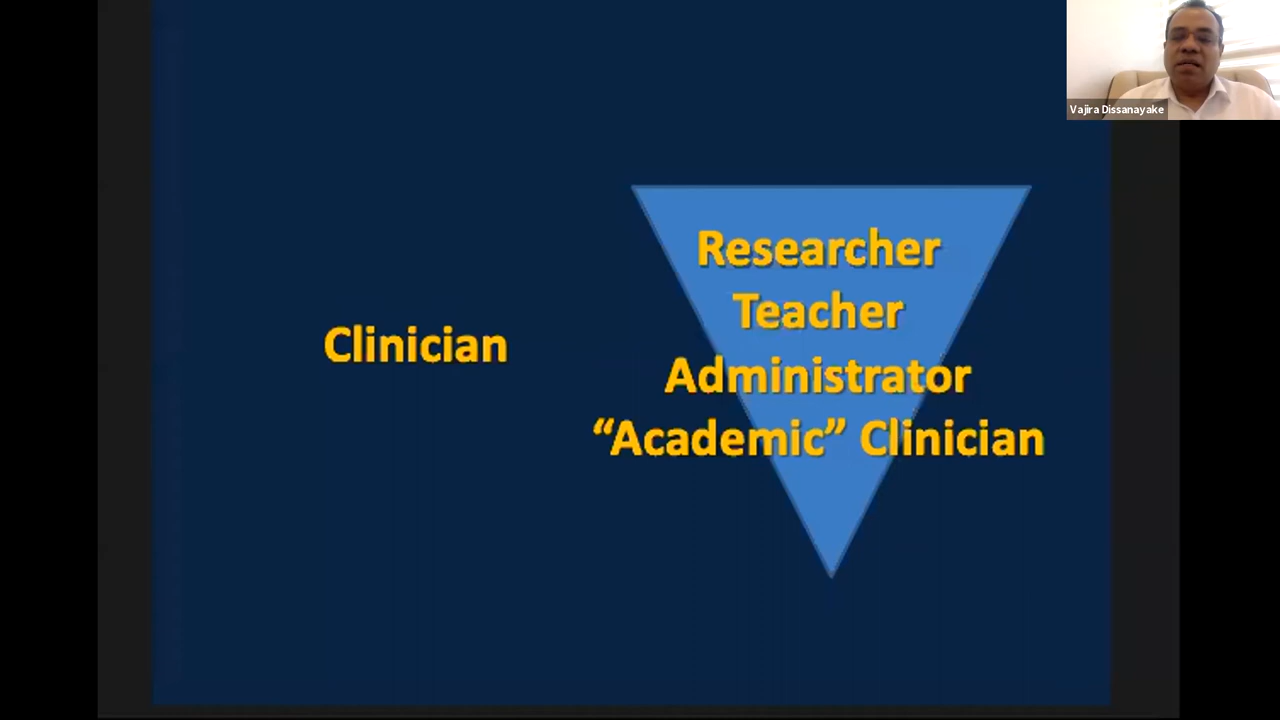 Vajira Dissanayake
Clinician
Researcher
Teacher
Administrator
“Academic” Clinician